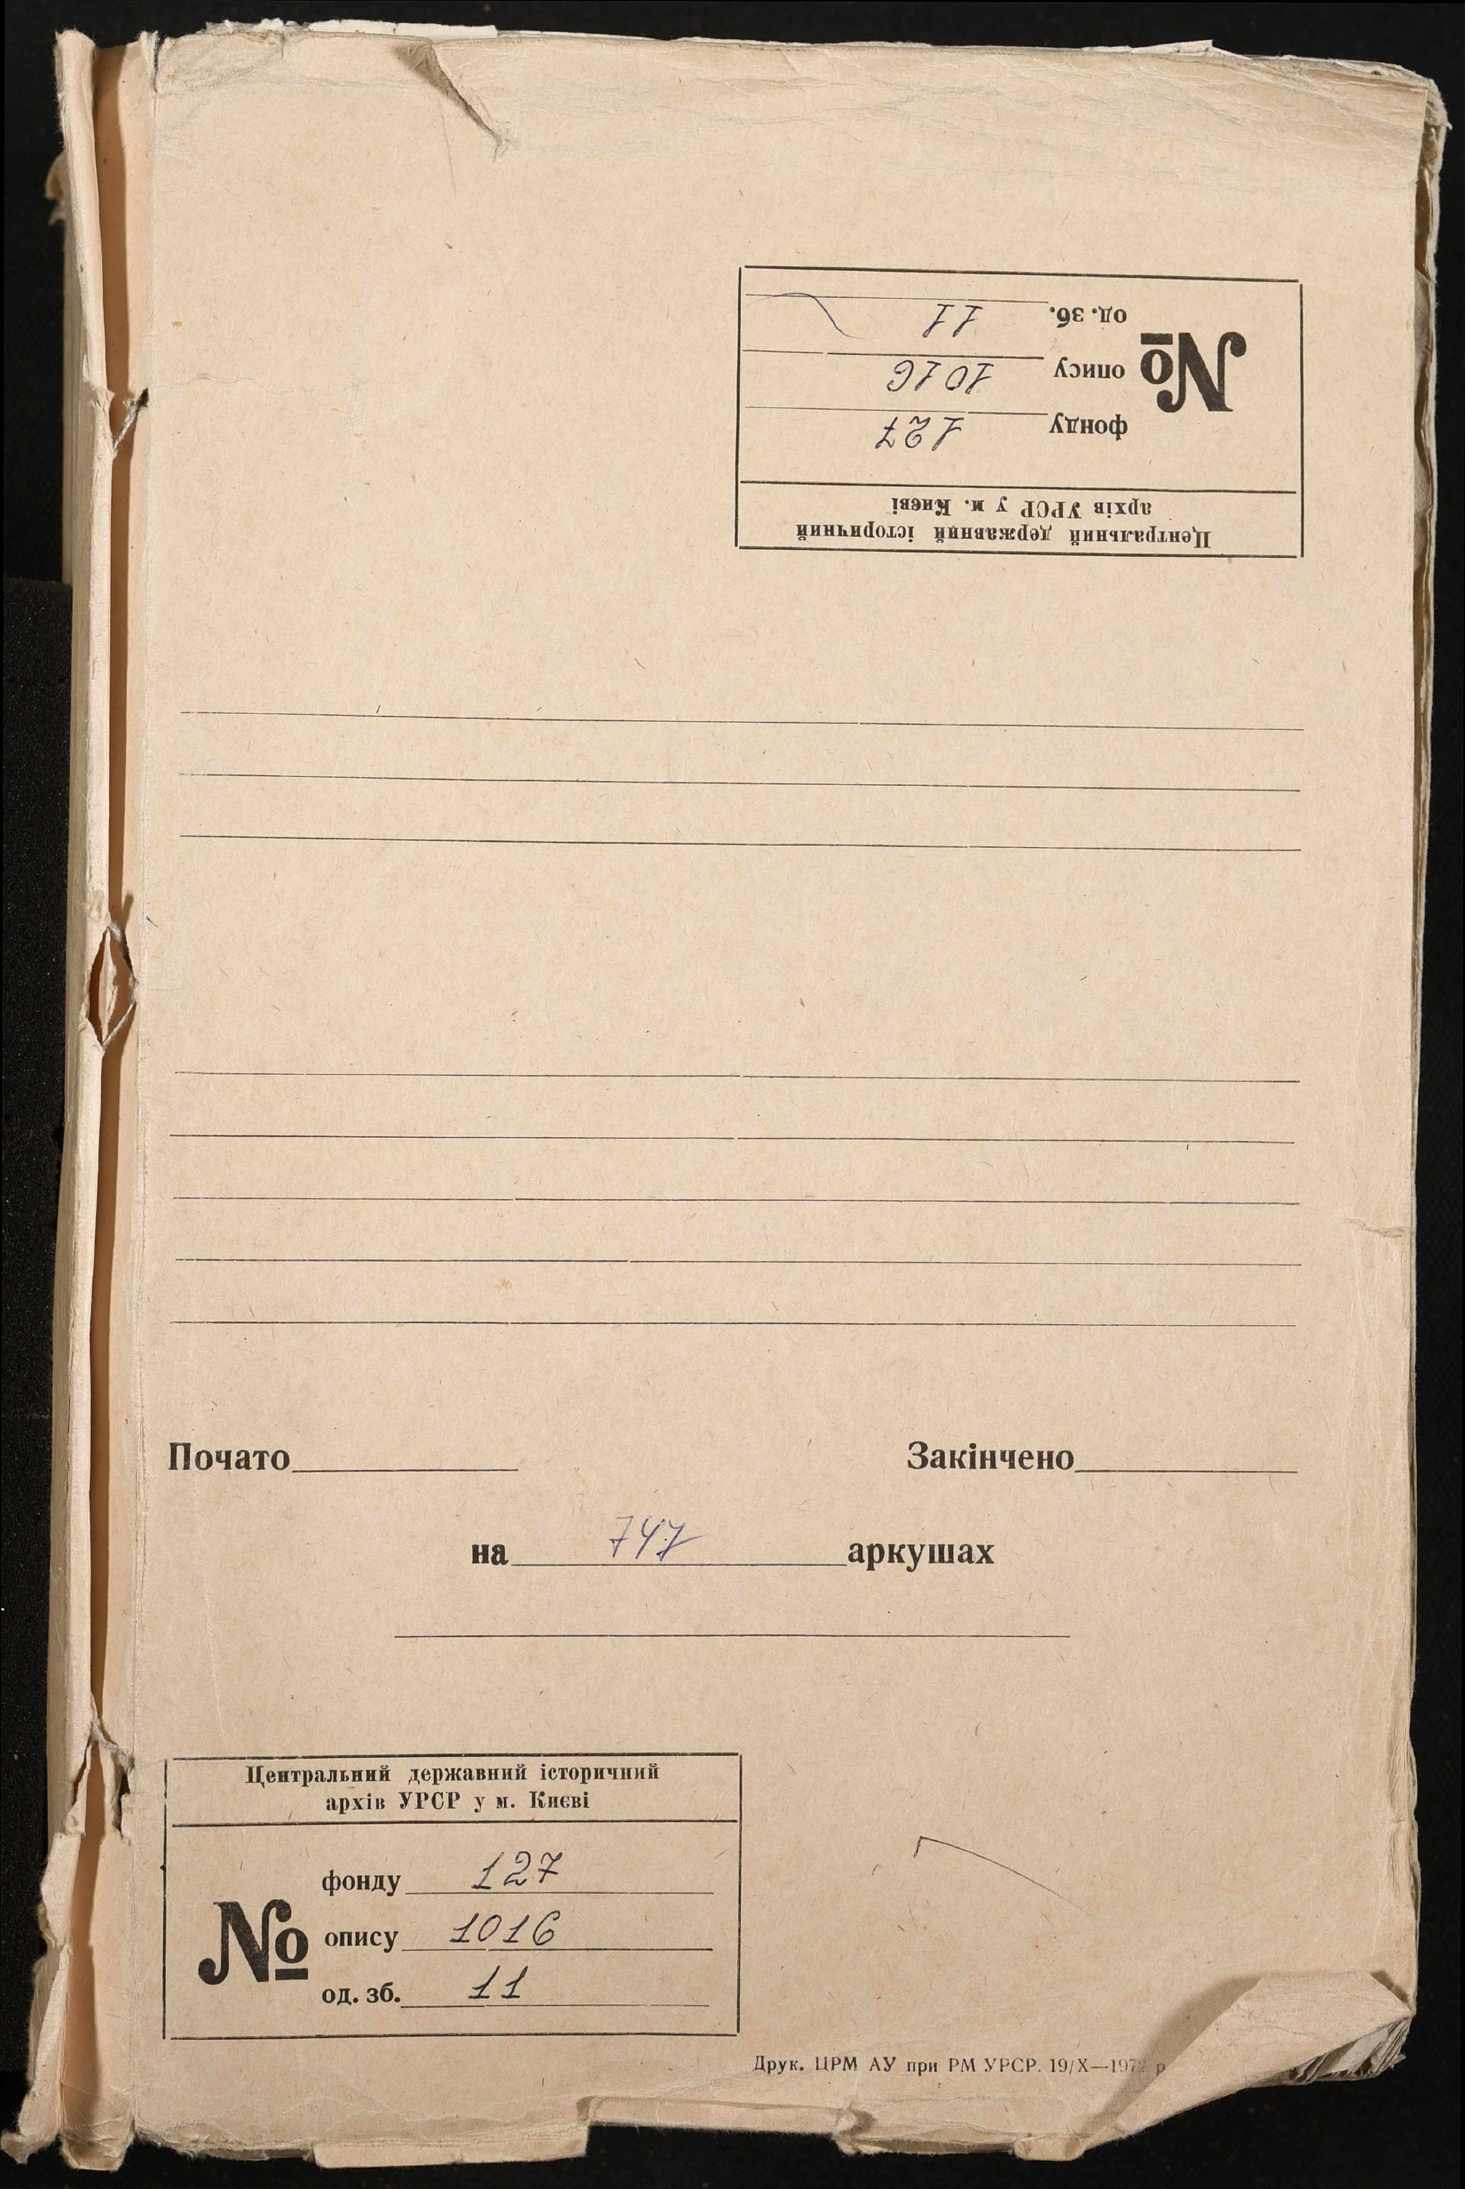 Центральний державний історичний
архів УРСР у м. Києві
№
фонду 127
опису 1016
од. зб. 11
Почато
Закінчено
на 747 аркушах
Центральний державний історичний
архів УРСР у м. Києві
№
фонду 127
опису 1016
од. зб. 11
Друк. ЦРМ АУ при РМ УРСР. 19/X—197